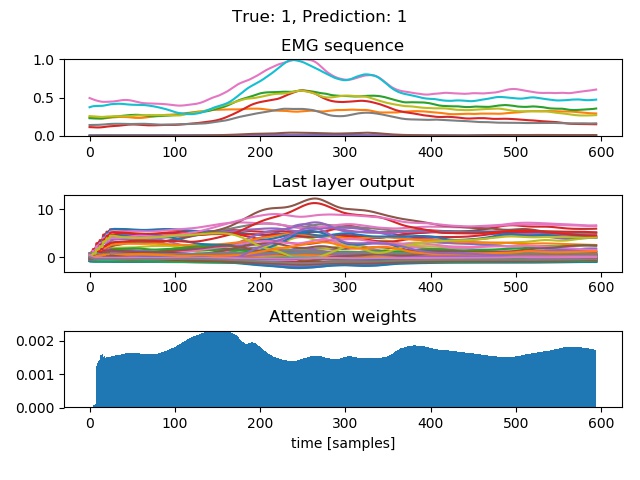 True: 1, Prediction: 1
EMG sequence
1.0
0.5
0.0
0 100 200 300 400 500 600
Last layer output
10
0
0 100 200 300 400 500 600
Attention weights
0.002
0.001
0.000
0 100 200 300 400 500 600
time [samples]